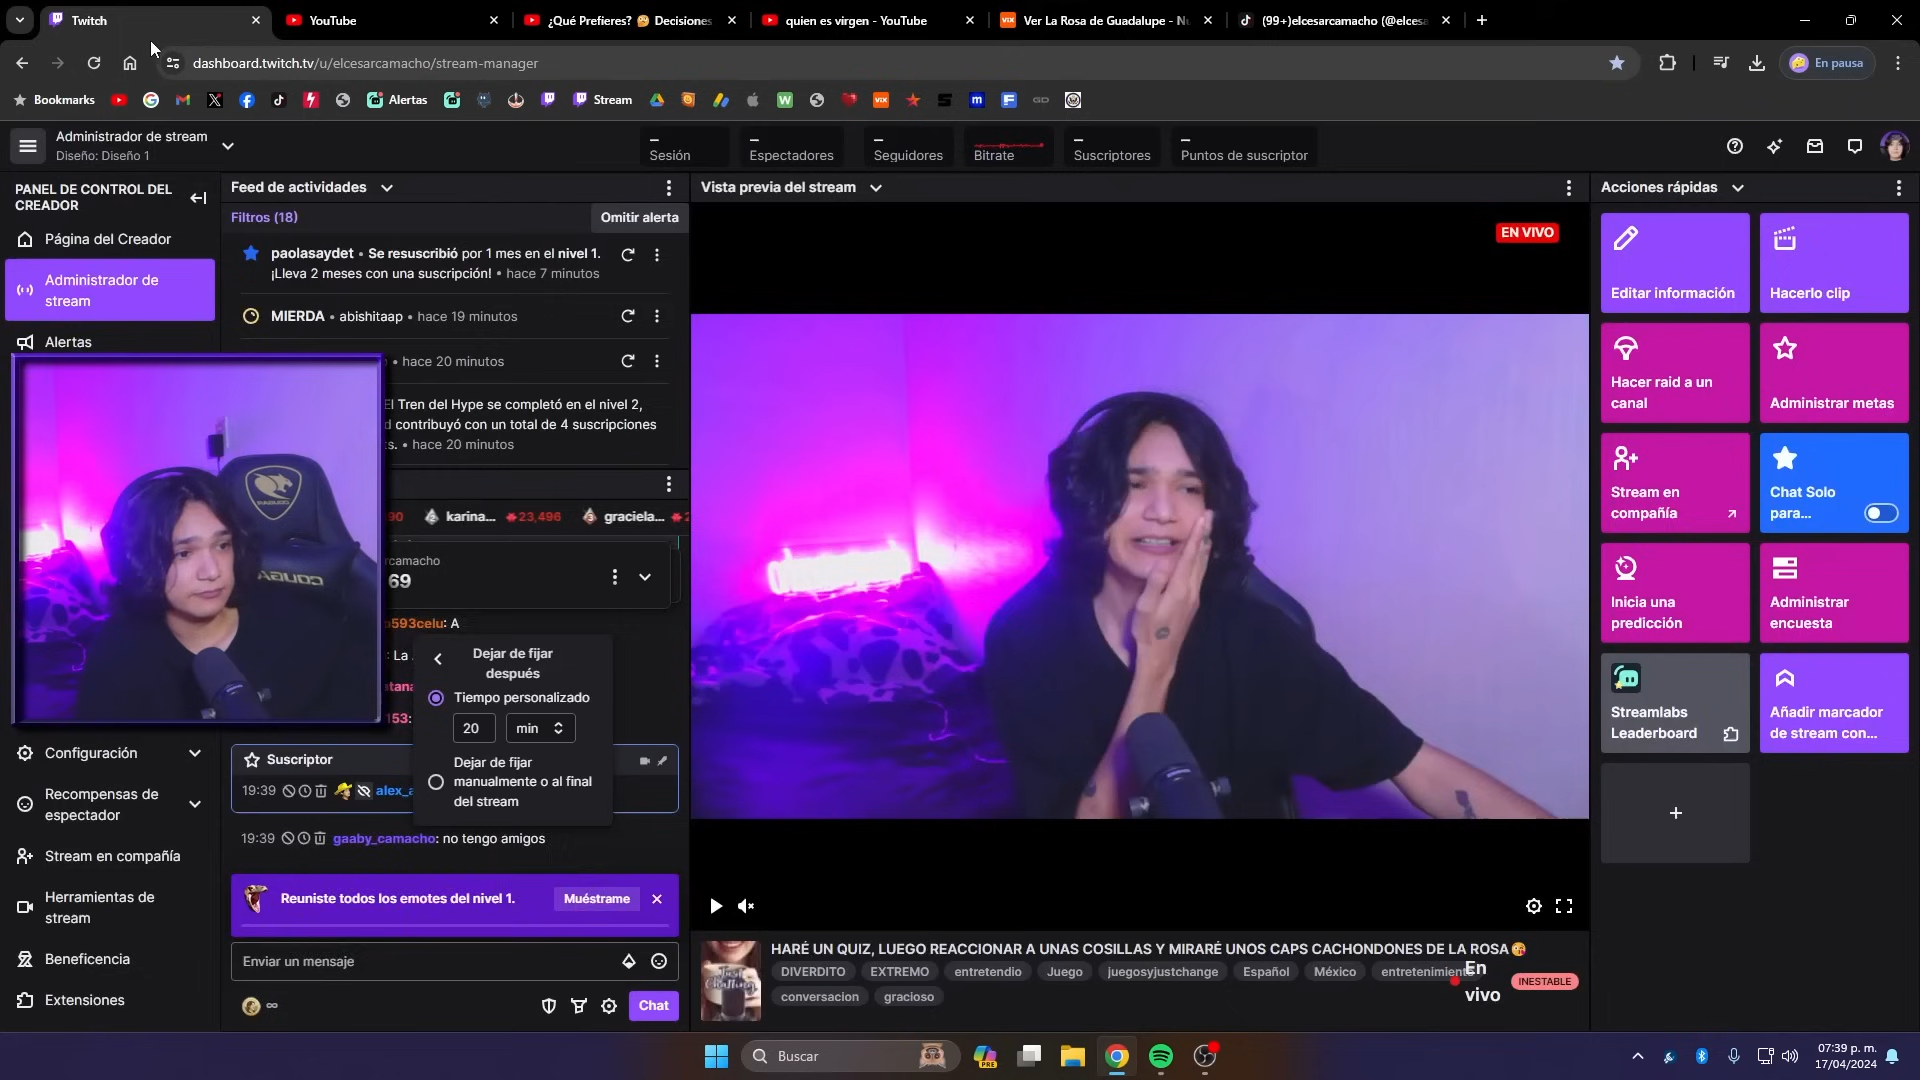 Twitch
YouTube
¿Qué Prefieres? 🤔 Decisiones
quien es virgen - YouTube
Ver La Rosa de Guadalupe - Nu
(99+)elcesarcamacho (@elcesa
dashboard.twitch.tv/u/elcesarcamacho/stream-manager
En pausa
Bookmarks
Alertas
Stream
Administrador de stream
Diseño: Diseño 1
Sesión
Espectadores
Seguidores
Bitrate
Suscriptores
Puntos de suscriptor
PANEL DE CONTROL DEL
CREADOR
Página del Creador
Administrador de
stream
Alertas
Configuración
Recompensas de
espectador
Stream en compañía
Herramientas de
stream
Beneficencia
Extensiones
Feed de actividades
Filtros (18)
Omitir alerta
paolasaydet • Se resuscribió por 1 mes en el nivel 1.
¡Lleva 2 meses con una suscripción! • hace 7 minutos
MIERDA • abishitaap • hace 19 minutos
• hace 20 minutos
El Tren del Hype se completó en el nivel 2,
d contribuyó con un total de 4 suscripciones
s. • hace 20 minutos
90
karina... 23,496
graciela...
rcamacho
69
593celu: A
: La
atana
153:
Dejar de fijar
después
Tiempo personalizado
20
min
Dejar de fijar
manualmente o al final
del stream
Suscriptor
19:39 alex_a
19:39 gaaby_camacho: no tengo amigos
Reuniste todos los emotes del nivel 1.
Muéstrame
Enviar un mensaje
∞
Chat
Vista previa del stream
EN VIVO
COUGAR
HARÉ UN QUIZ, LUEGO REACCIONAR A UNAS COSILLAS Y MIRARÉ UNOS CAPS CACHONDONES DE LA ROSA😘
DIVERDITO
EXTREMO
entretendio
Juego
juegosyjustchange
Español
México
entretenimient
conversacion
gracioso
En
vivo
INESTABLE
Acciones rápidas
Editar información
Hacerlo clip
Hacer raid a un
canal
Administrar metas
Stream en
compañía
Chat Solo
para...
Inicia una
predicción
Administrar
encuesta
Streamlabs
Leaderboard
Añadir marcador
de stream con...
+
Buscar
07:39 p. m.
17/04/2024